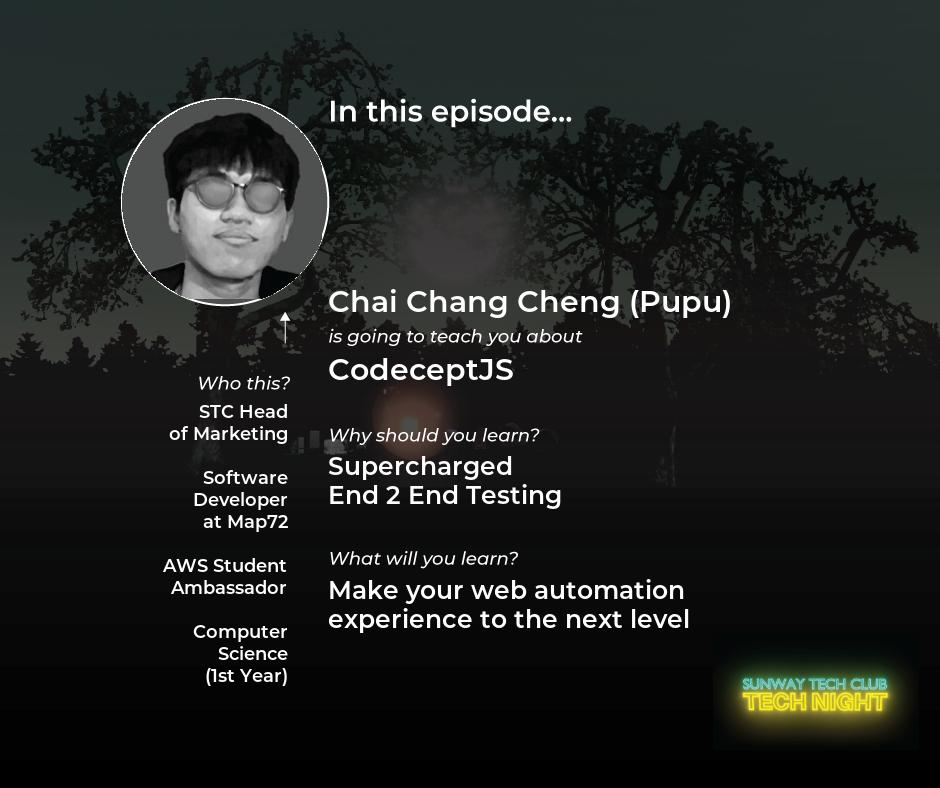 In this episode...
Chai Chang Cheng (Pupu)
is going to teach you about
CodeceptJS
Who this?
STC Head
of Marketing
Software
Developer
at Map72
AWS Student
Ambassador
Computer
Science
(1st Year)
Why should you learn?
Supercharged
End 2 End Testing
What will you learn?
Make your web automation
experience to the next level
SUNWAY TECH CLUB
TECH NIGHT